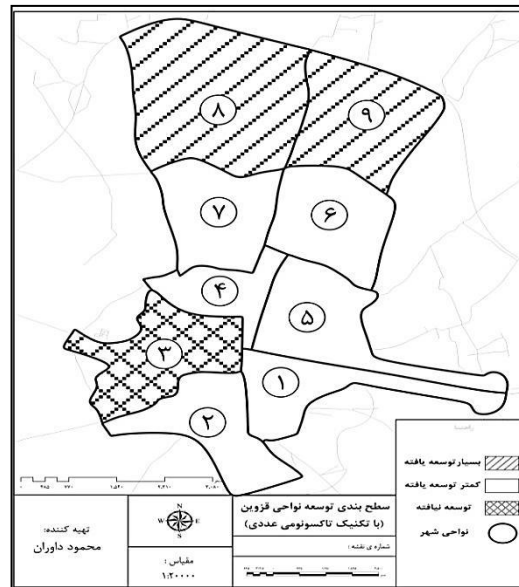 ۸
۹
۷
۶
۴
۵
۳
۱
۲
راهنما
بسیار توسعه یافته
کمتر توسعه یافته
توسعه نیافته
نواحی شهر
سطح بندی توسعه نواحی قزوین
(با تکنیک تاکسونومی عددی)
شماره ی نقشه :
N
W E
S
مقیاس :
۱:۲۰۰۰۰
تهیه کننده:
محمود داوران